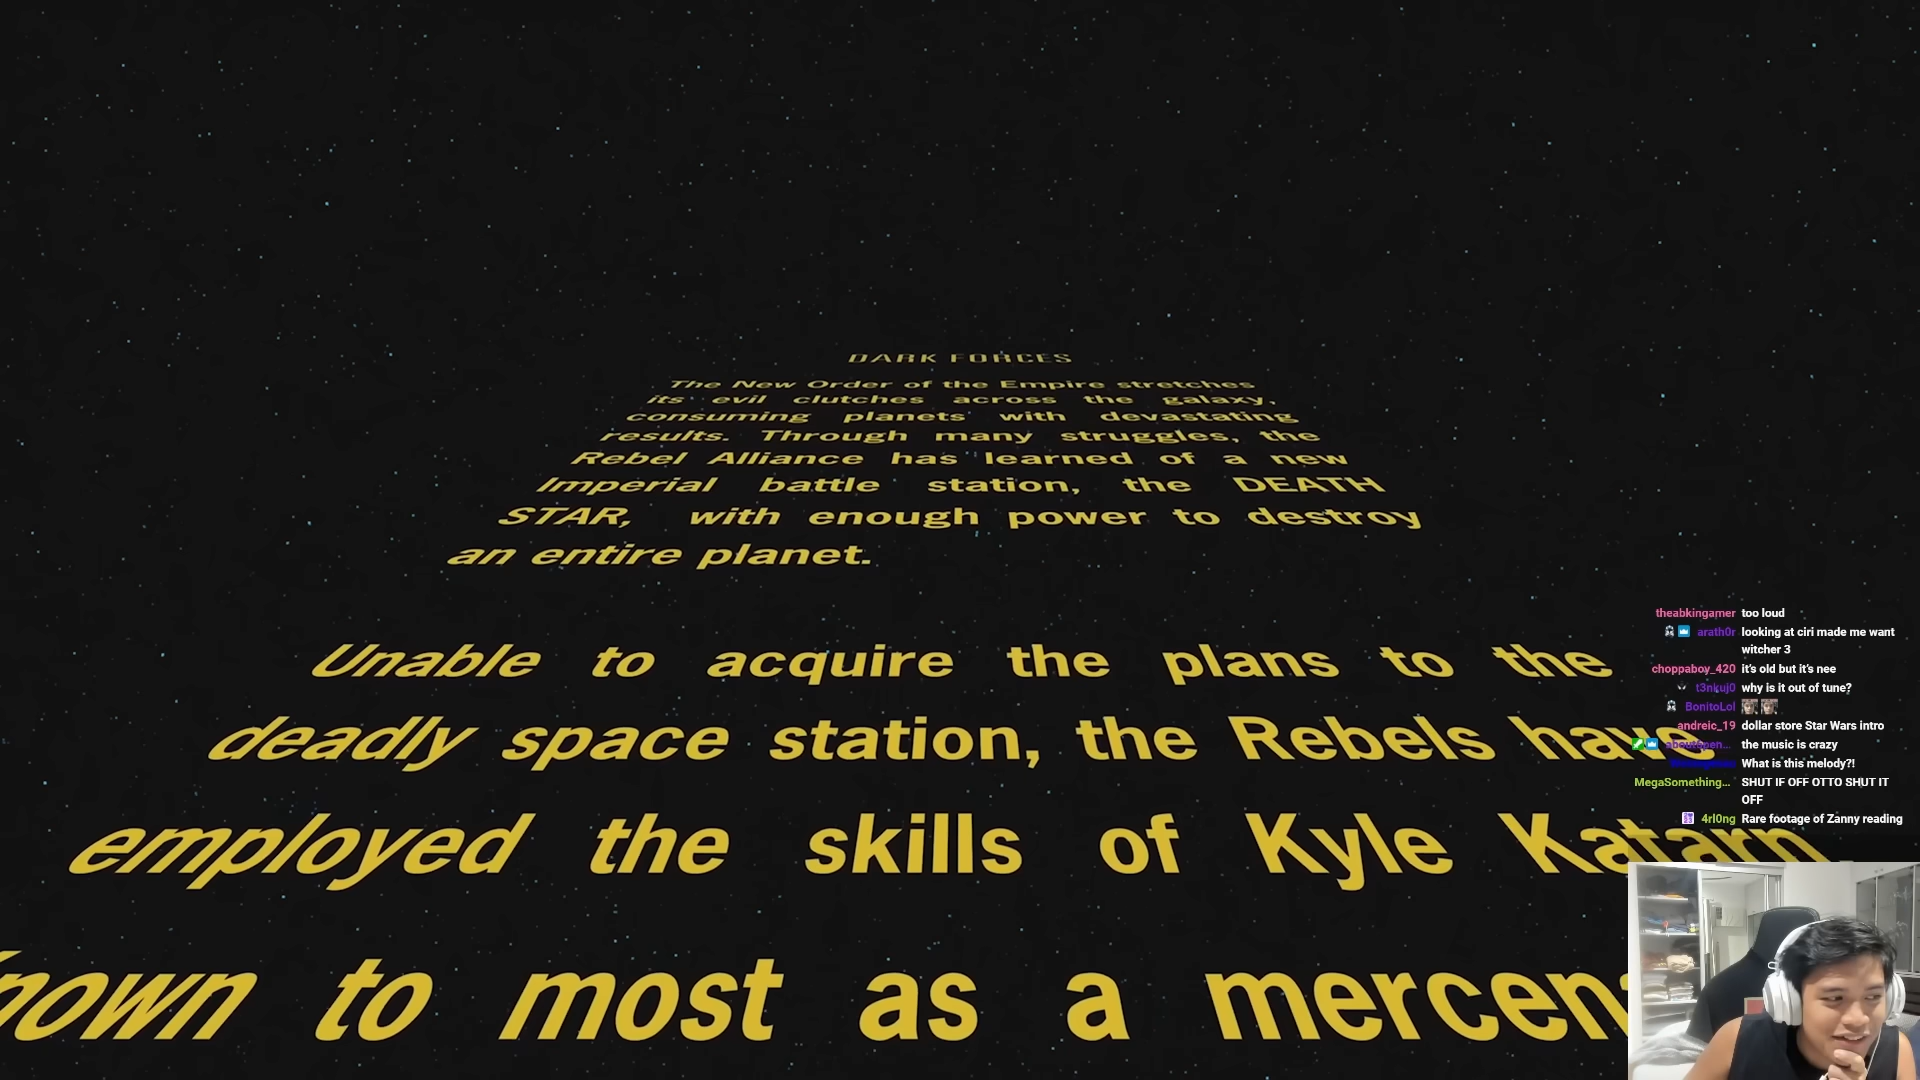 DARK FORCES
The New Order of the Empire stretches
its evil clutches across the galaxy,
consuming planets with devastating
results. Through many struggles, the
Rebel Alliance has learned of a new
Imperial battle station, the DEATH
STAR, with enough power to destroy
an entire planet.
Unable to acquire the plans to the
deadly space station, the Rebels have
employed the skills of Kyle Katarn
to most as a
theabkingamer too loud
arath0r looking at ciri made me want
witcher 3
choppaboy_420 it's old but it's nee
t3nkuj0 why is it out of tune?
BonitoLol
andreic_19 dollar store Star Wars intro
the music is crazy
What is this melody?!
MegaSomething... SHUT IF OFF OTTO SHUT IT
OFF
4rl0ng Rare footage of Zanny reading